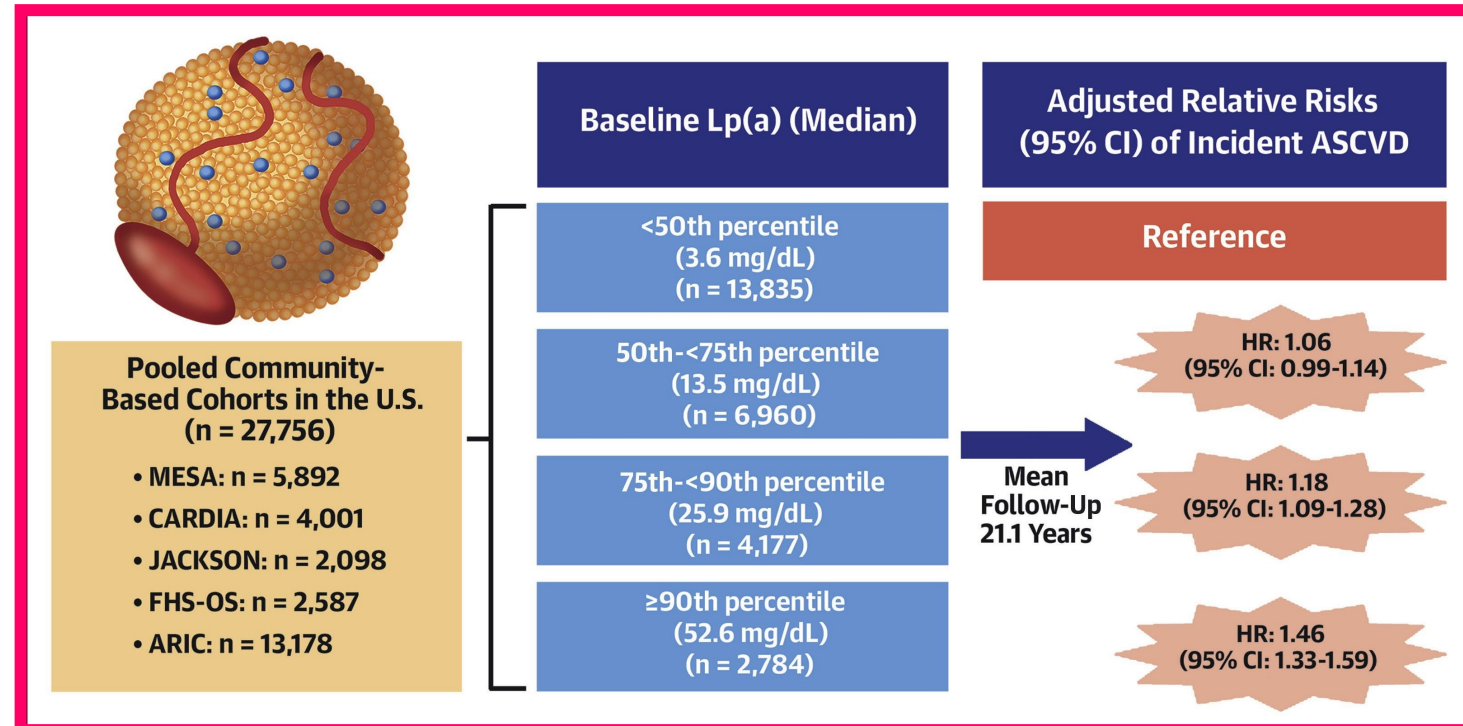 Pooled Community-
Based Cohorts in the U.S.
(n = 27,756)
• MESA: n = 5,892
• CARDIA: n = 4,001
• JACKSON: n = 2,098
• FHS-OS: n = 2,587
• ARIC: n = 13,178
Baseline Lp(a) (Median)
<50th percentile
(3.6 mg/dL)
(n = 13,835)
50th-<75th percentile
(13.5 mg/dL)
(n = 6,960)
75th-<90th percentile
(25.9 mg/dL)
(n = 4,177)
≥90th percentile
(52.6 mg/dL)
(n = 2,784)
Mean
Follow-Up
21.1 Years
Adjusted Relative Risks
(95% CI) of Incident ASCVD
Reference
HR: 1.06
(95% CI: 0.99-1.14)
HR: 1.18
(95% CI: 1.09-1.28)
HR: 1.46
(95% CI: 1.33-1.59)